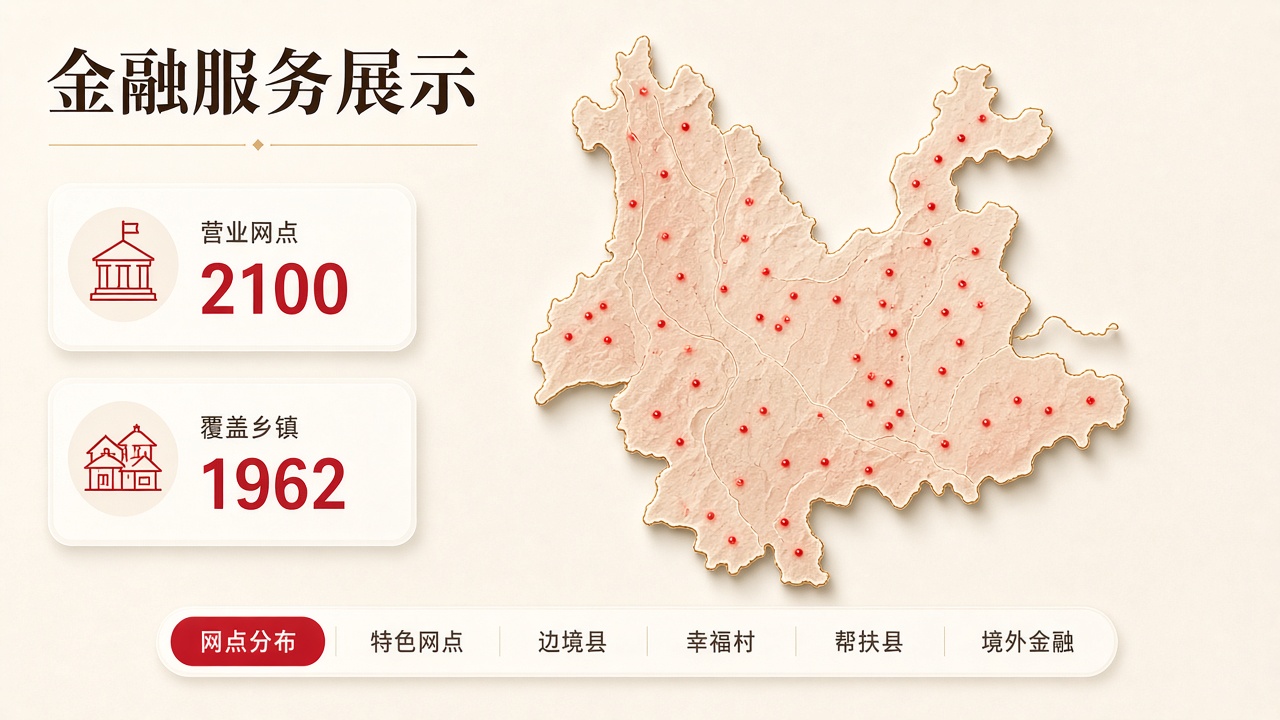 金融服务展示
营业网点
2100
覆盖乡镇
1962
网点分布
特色网点
边境县
幸福村
帮扶县
境外金融